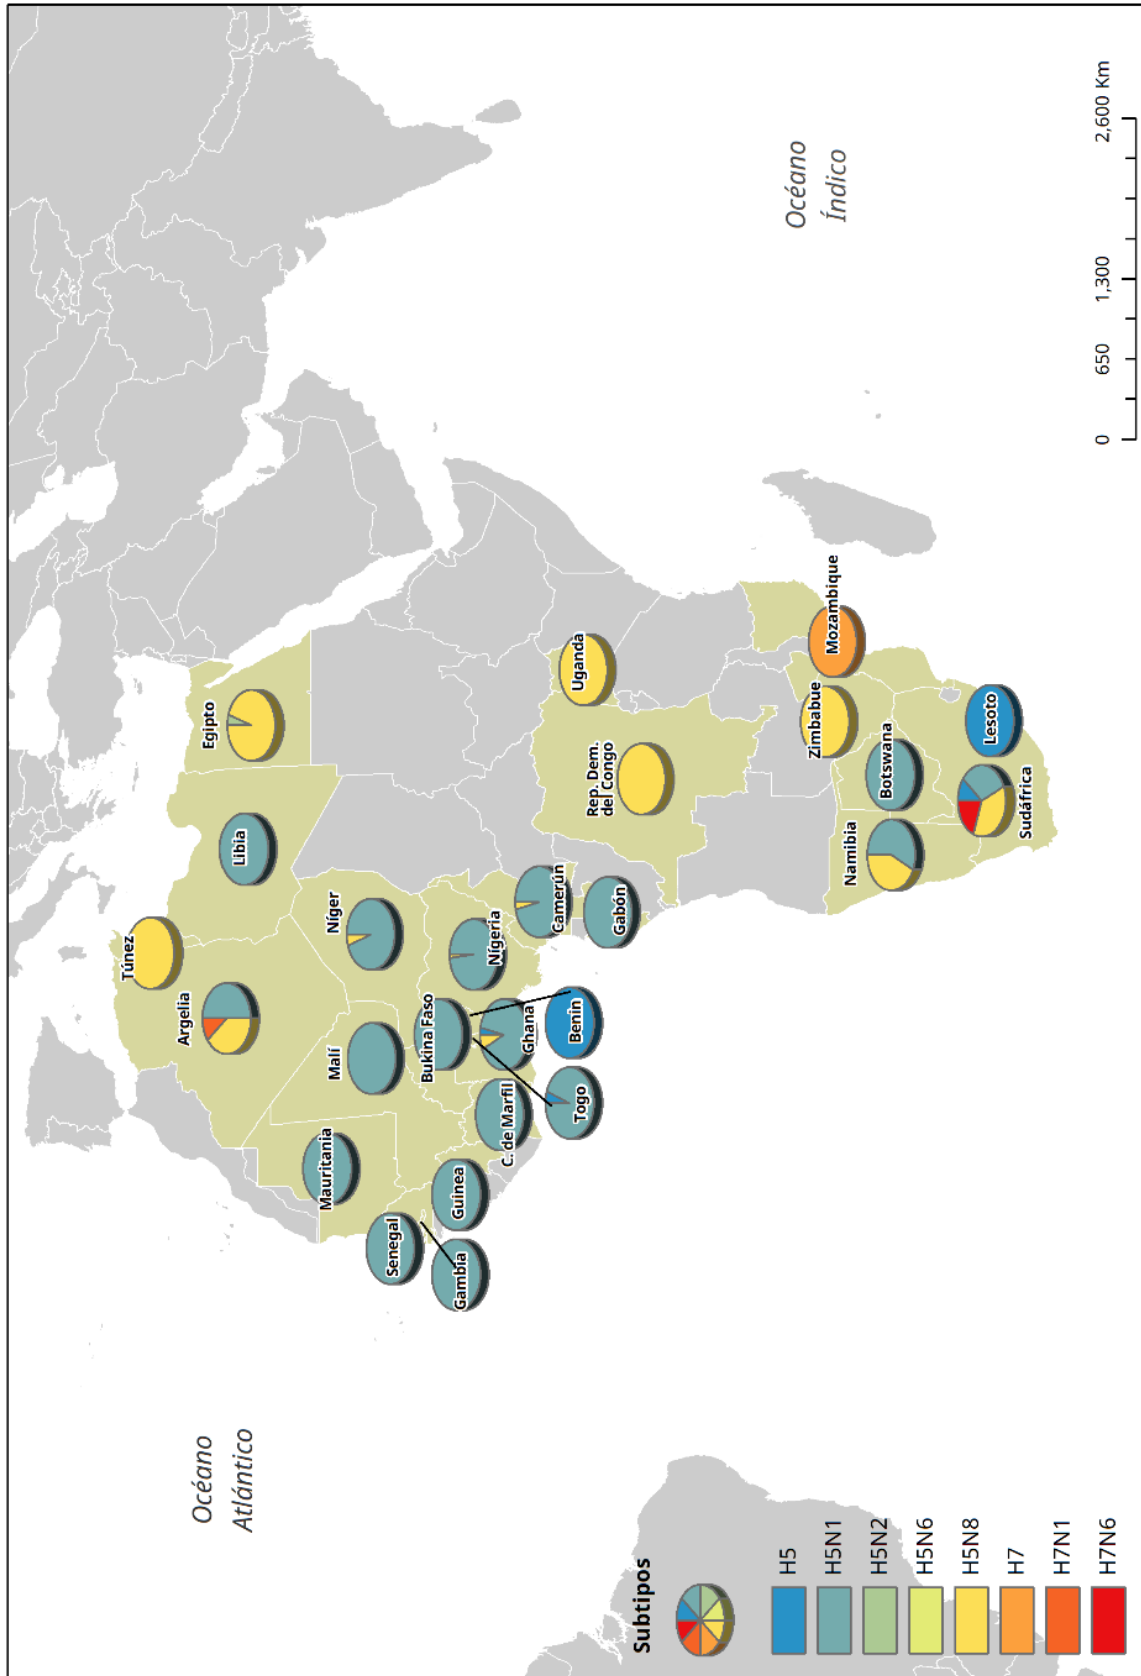 Océano
Atlántico
Túnez
Argelia
Libia
Egipto
Mauritania
Malí
Níger
Senegal
Gambia
Guinea
Bukina Faso
C. de Marfil
Ghana
Togo
Benin
Nigeria
Camerún
Gabón
Rep. Dem.
del Congo
Uganda
Océano
Índico
Zimbabue
Mozambique
Namibia
Botswana
Sudáfrica
Lesoto
Subtipos
H5
H5N1
H5N2
H5N6
H5N8
H7
H7N1
H7N6
0 650 1,300 2,600 Km